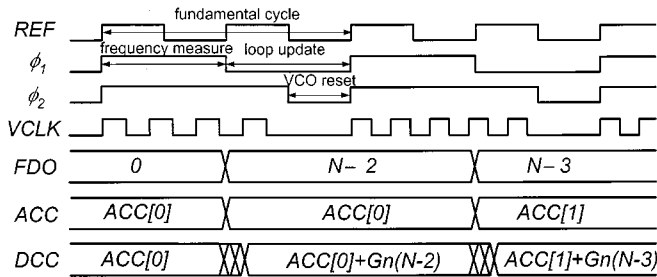 REF fundamental cycle
frequency measure loop update
ϕ1
VCO reset
ϕ2
VCLK
FDO 0 N-2 N-3
ACC ACC[0] ACC[0] ACC[1]
DCC ACC[0] ACC[0]+Gn(N-2) ACC[1]+Gn(N-3)